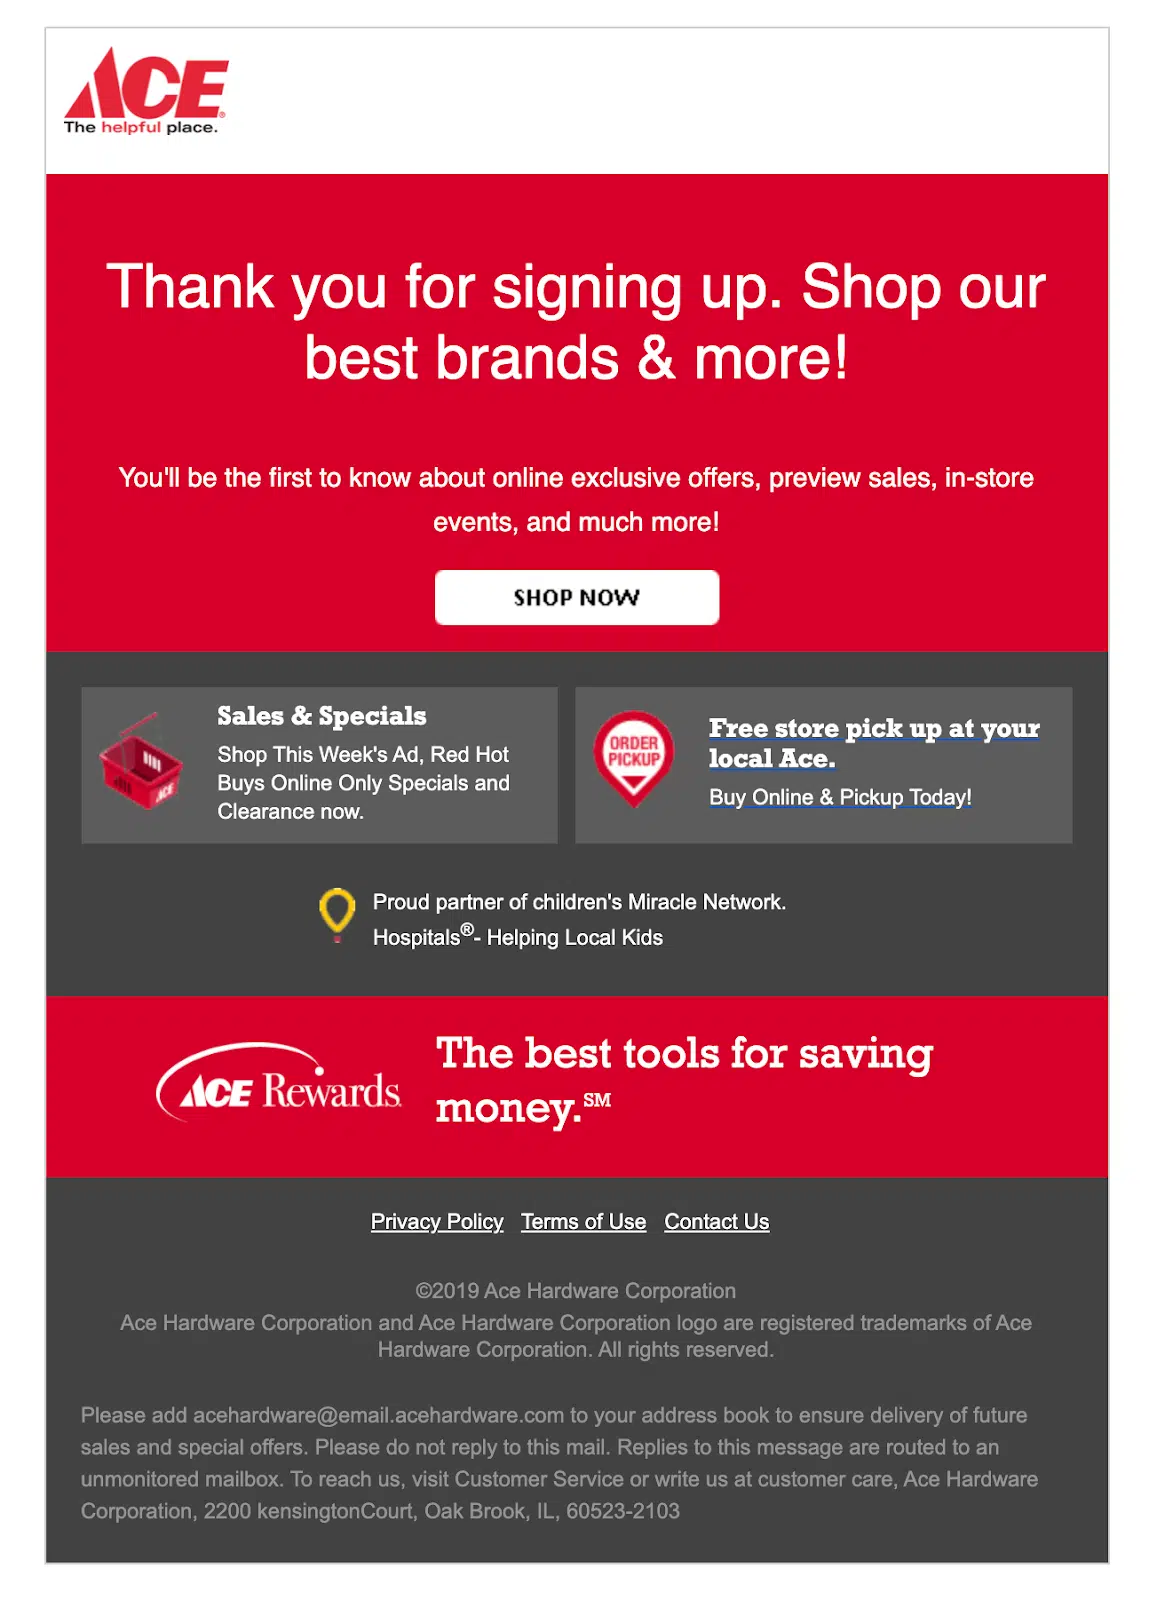 ACE®
The helpful place.
Thank you for signing up. Shop our
best brands & more!
You'll be the first to know about online exclusive offers, preview sales, in-store
events, and much more!
SHOP NOW
Sales & Specials
Shop This Week's Ad, Red Hot
Buys Online Only Specials and
Clearance now.
ACE
ORDER
PICKUP
Free store pick up at your
local Ace.
Buy Online & Pickup Today!
Proud partner of children's Miracle Network.
Hospitals®- Helping Local Kids
ACE Rewards.
The best tools for saving
money.℠
Privacy Policy Terms of Use Contact Us
©2019 Ace Hardware Corporation
Ace Hardware Corporation and Ace Hardware Corporation logo are registered trademarks of Ace
Hardware Corporation. All rights reserved.
Please add acehardware@email.acehardware.com to your address book to ensure delivery of future
sales and special offers. Please do not reply to this mail. Replies to this message are routed to an
unmonitored mailbox. To reach us, visit Customer Service or write us at customer care, Ace Hardware
Corporation, 2200 kensingtonCourt, Oak Brook, IL, 60523-2103